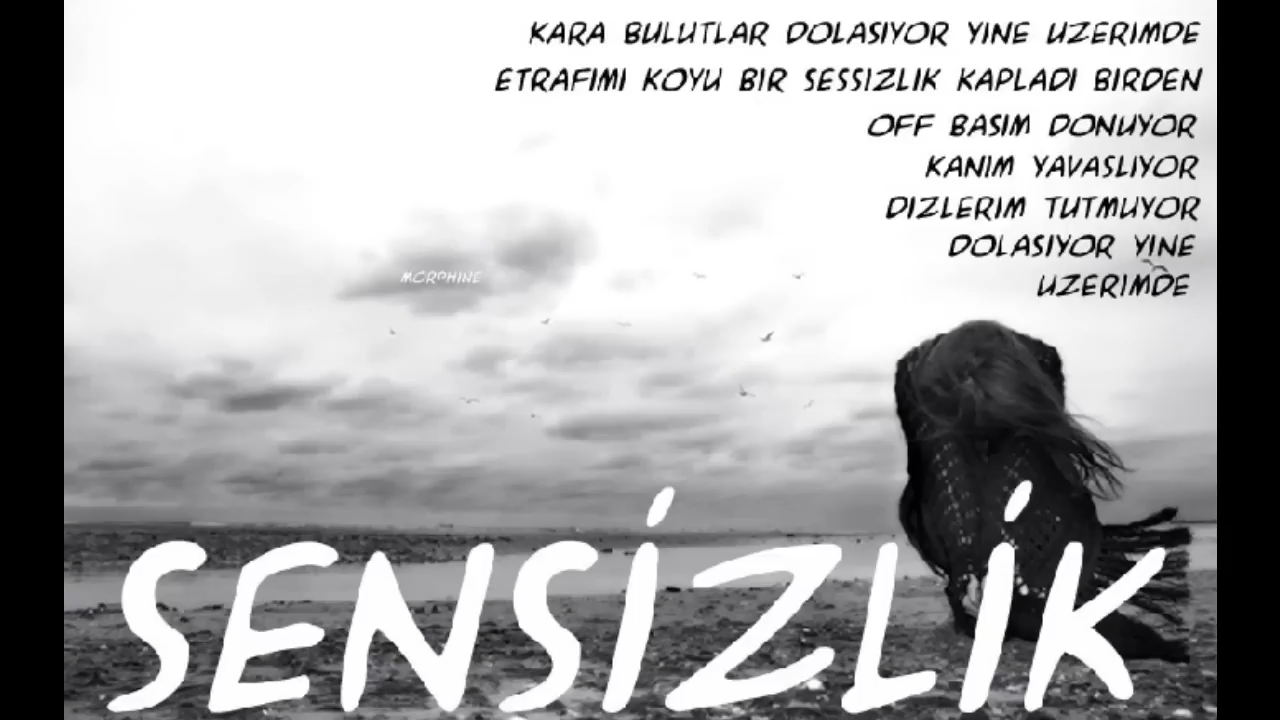 KARA BULUTLAR DOLASIYOR YINE UZERIMDE
ETRAFIMI KOYU BIR SESSIZLIK KAPLADI BIRDEN
OFF BASIM DONUYOR
KANIM YAVASLIYOR
DIZLERIM TUTMUYOR
DOLASIYOR YINE
UZERIMDE
MORPHINE
SENSİZLİK